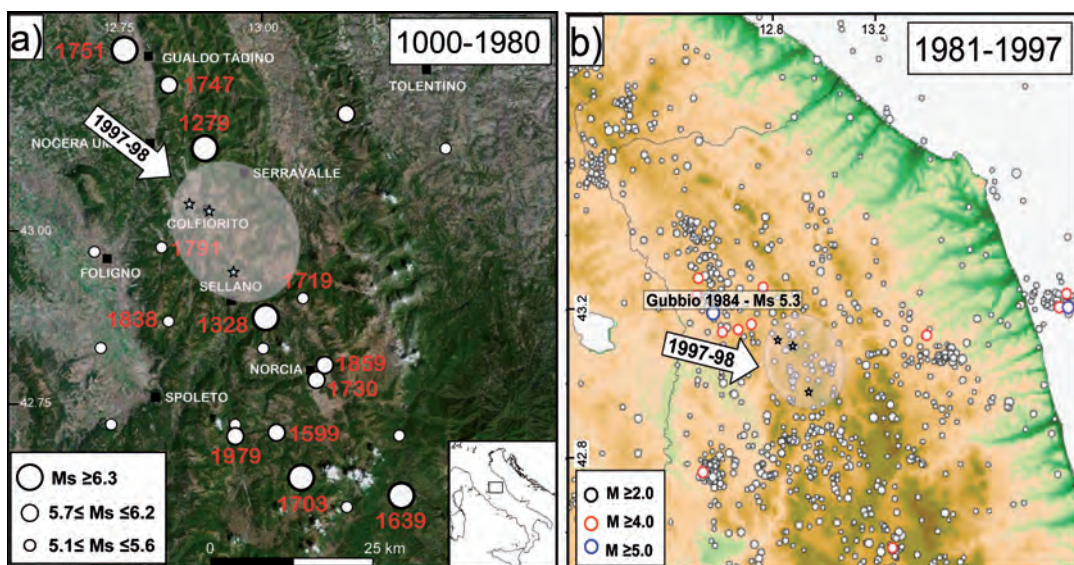 a)
12.75
13.00
1000-1980
1751
GUALDO TADINO
TOLENTINO
1747
1997-98
1279
NOCERA UM
SERRAVALLE
COLFIORITO
43.00
1791
FOLIGNO
1719
SELLANO
1838
1328
1859
NORCIA
1730
42.75
SPOLETO
1599
1979
1703
1639
Ms ≥6.3
5.7≤ Ms ≤6.2
5.1≤ Ms ≤5.6
0
25 km
b)
12.8
13.2
1981-1997
Gubbio 1984 - Ms 5.3
43.2
1997-98
42.8
M ≥2.0
M ≥4.0
M ≥5.0